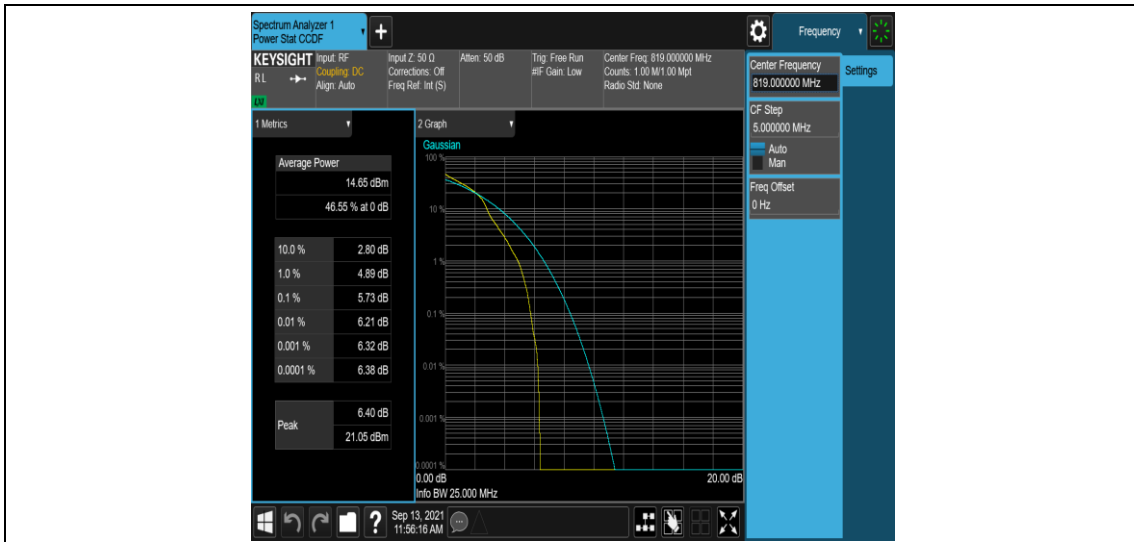 Spectrum Analyzer 1
Power Stat CCDF
+
Frequency
KEYSIGHT
RL
LXI
Input: RF
Coupling: DC
Align: Auto
Input Z: 50 Ω
Corrections: Off
Freq Ref: Int (S)
Atten: 50 dB
Trig: Free Run
#IF Gain: Low
Center Freq: 819.000000 MHz
Counts: 1.00 M/1.00 Mpt
Radio Std: None
Center Frequency
819.000000 MHz
Settings
CF Step
5.000000 MHz
Auto
Man
Freq Offset
0 Hz
1 Metrics
Average Power
14.65 dBm
46.55 % at 0 dB
10.0 % 2.80 dB
1.0 % 4.89 dB
0.1 % 5.73 dB
0.01 % 6.21 dB
0.001 % 6.32 dB
0.0001 % 6.38 dB
Peak
6.40 dB
21.05 dBm
2 Graph
Gaussian
100 %
10 %
1 %
0.1 %
0.01 %
0.001 %
0.0001 %
0.00 dB 20.00 dB
Info BW 25.000 MHz
?
Sep 13, 2021
11:56:16 AM